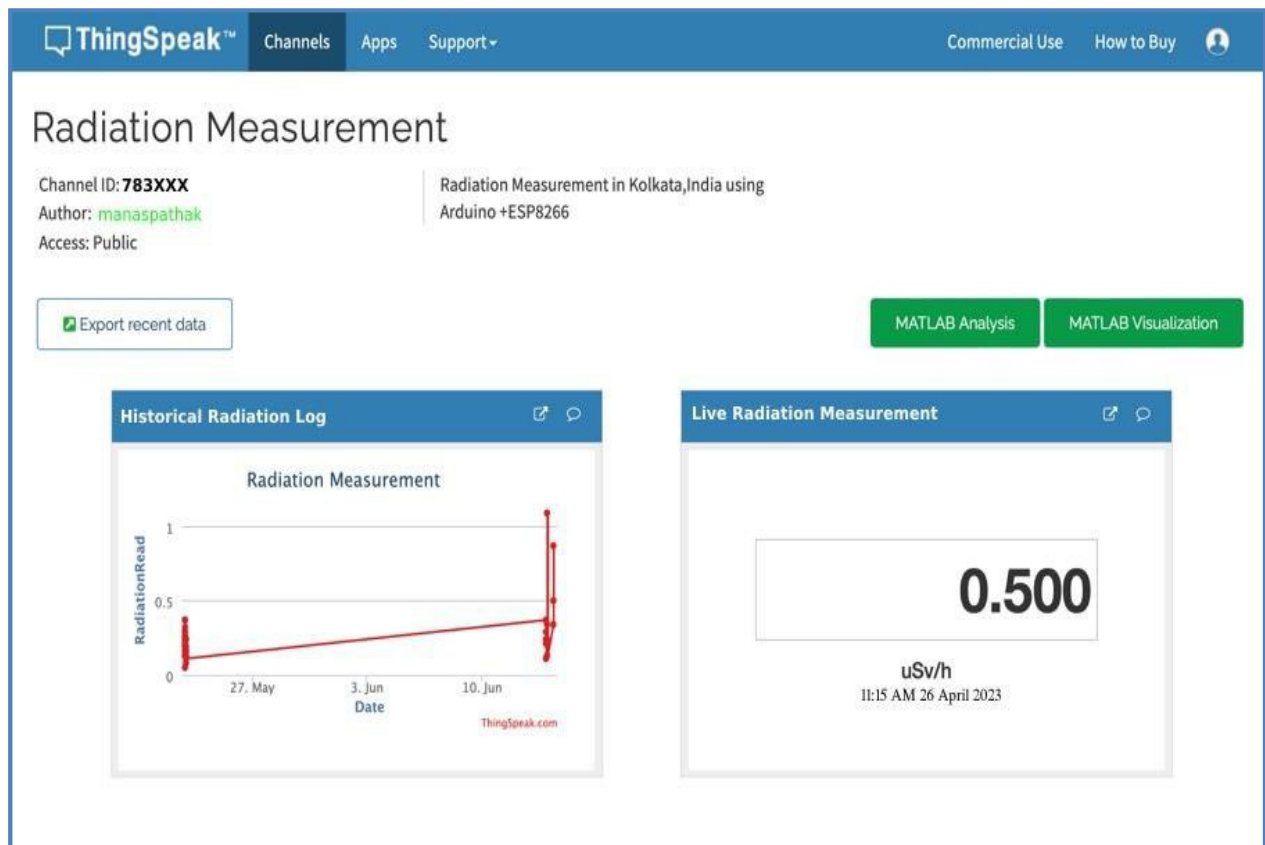 ThingSpeak™ Channels Apps Support Commercial Use How to Buy
Radiation Measurement
Channel ID: 783XXX
Author: manaspathak
Access: Public
Radiation Measurement in Kolkata,India using
Arduino +ESP8266
Export recent data
MATLAB Analysis
MATLAB Visualization
Historical Radiation Log
Radiation Measurement
RadiationRead
1
0.5
0
27. May
3. Jun
10. Jun
Date
ThingSpeak.com
Live Radiation Measurement
0.500
uSv/h
11:15 AM 26 April 2023